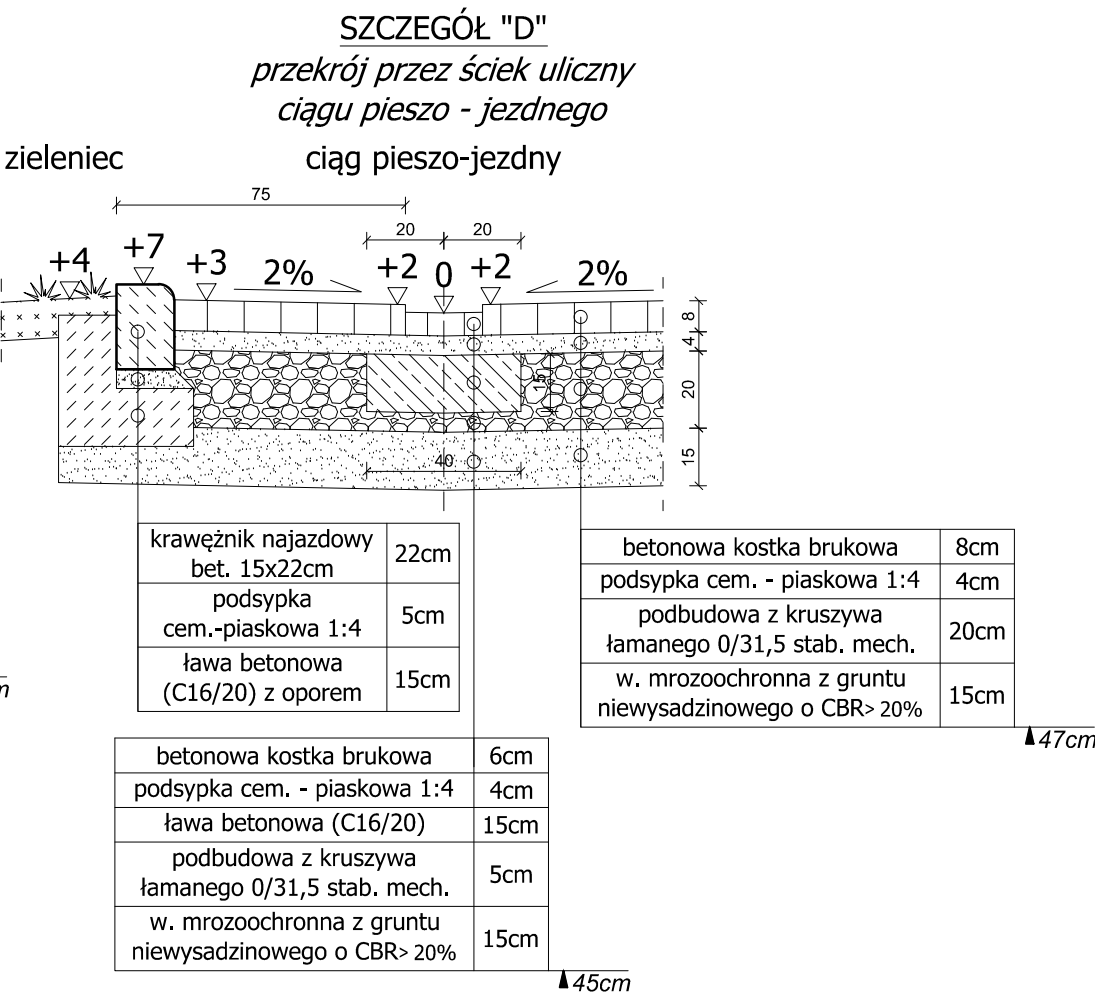 SZCZEGÓŁ "D"
przekrój przez ściek uliczny
ciągu pieszo - jezdnego
zieleniec
ciąg pieszo-jezdny
75
20 20
+4 +7 +3 2% +2 0 +2 2%
8
4
20
15
15
40
krawężnik najazdowy
bet. 15x22cm
22cm
podsypka
cem.-piaskowa 1:4
5cm
ława betonowa
(C16/20) z oporem
15cm
betonowa kostka brukowa 8cm
podsypka cem. - piaskowa 1:4 4cm
podbudowa z kruszywa
łamanego 0/31,5 stab. mech.
20cm
w. mrozoochronna z gruntu
niewysadzinowego o CBR> 20%
15cm
47cm
betonowa kostka brukowa 6cm
podsypka cem. - piaskowa 1:4 4cm
ława betonowa (C16/20) 15cm
podbudowa z kruszywa
łamanego 0/31,5 stab. mech.
5cm
w. mrozoochronna z gruntu
niewysadzinowego o CBR> 20%
15cm
45cm